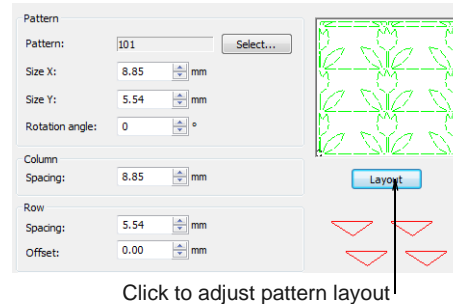 Pattern
Pattern: 101 Select...
Size X: 8.85 mm
Size Y: 5.54 mm
Rotation angle: 0 °
Column
Spacing: 8.85 mm
Layout
Row
Spacing: 5.54 mm
Offset: 0.00 mm
Click to adjust pattern layout